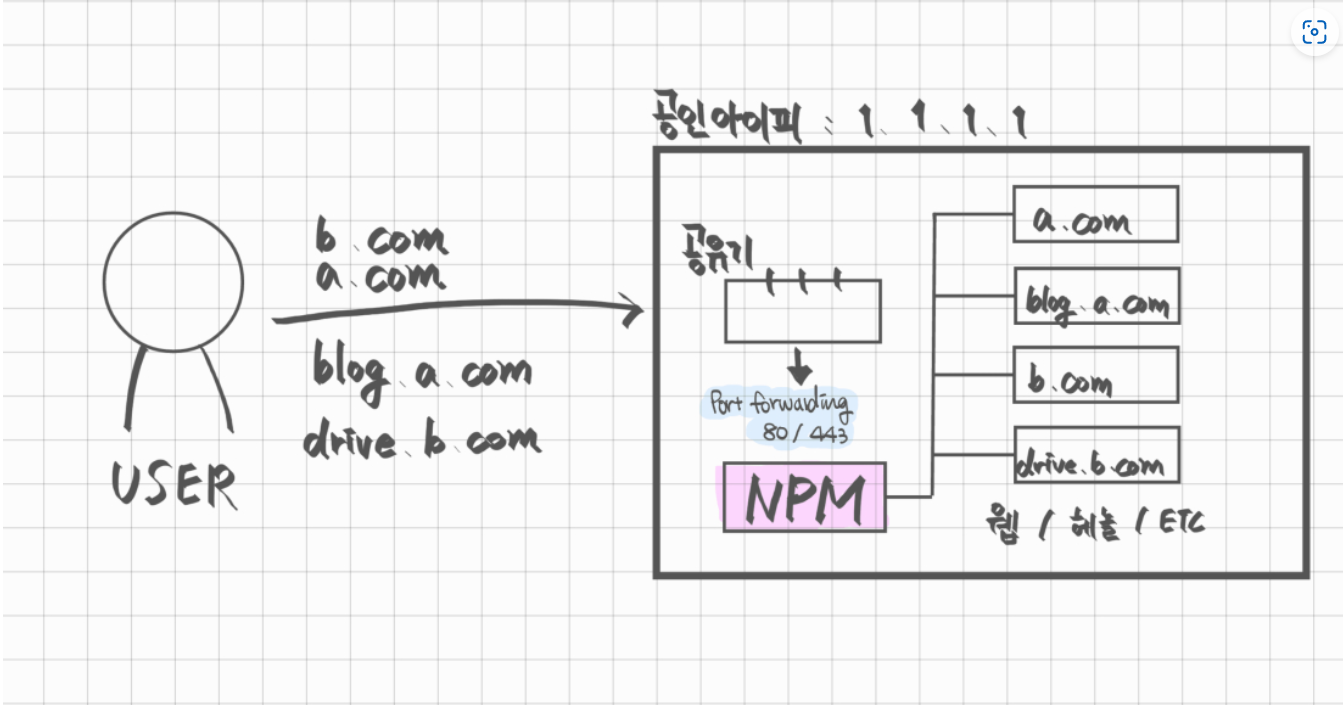 공인아이피 : 1.1.1.1
b.com
a.com
blog.a.com
drive.b.com
USER
공유기
Port forwarding
80/443
NPM
a.com
blog.a.com
b.com
drive.b.com
웹 / 헤놀 / ETC